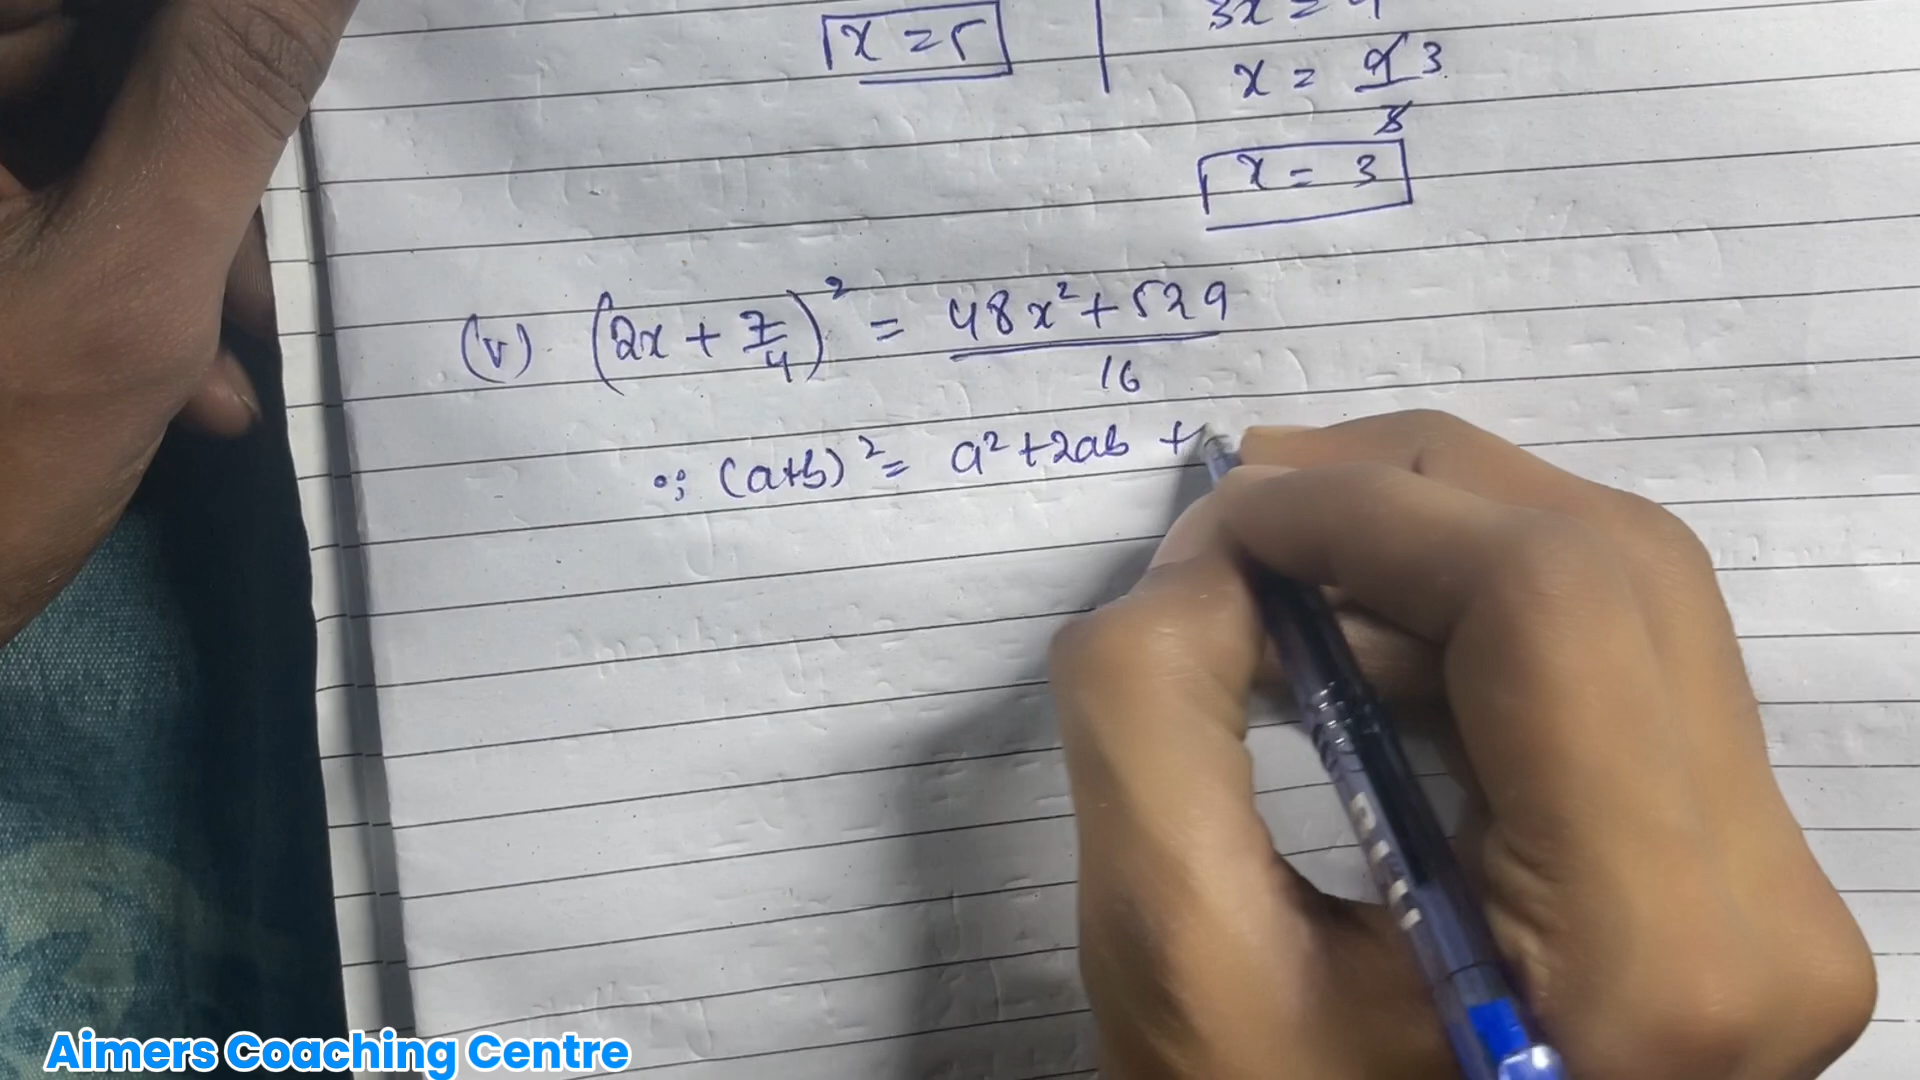 x = 5
3x = 9
x = 9 3
3
x = 3
(v) (2x + 7/4)² = 48x² + 529
16
∵ (a+b)² = a² + 2ab +
Aimers Coaching Centre